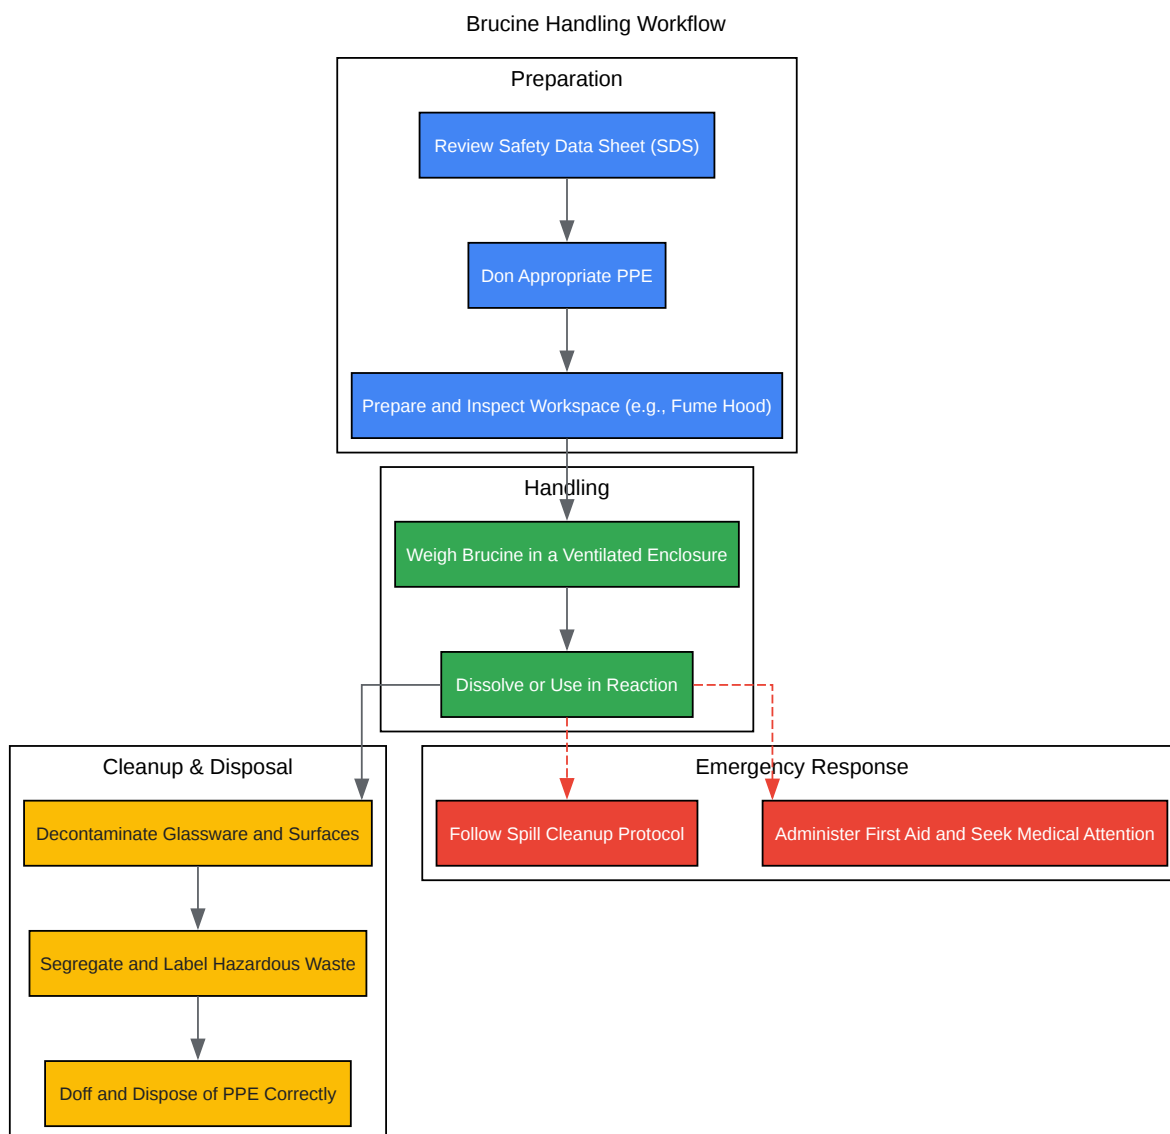 Brucine Handling Workflow
Preparation
Review Safety Data Sheet (SDS)
Don Appropriate PPE
Prepare and Inspect Workspace (e.g., Fume Hood)
Handling
Weigh Brucine in a Ventilated Enclosure
Dissolve or Use in Reaction
Cleanup & Disposal
Decontaminate Glassware and Surfaces
Segregate and Label Hazardous Waste
Doff and Dispose of PPE Correctly
Emergency Response
Follow Spill Cleanup Protocol
Administer First Aid and Seek Medical Attention